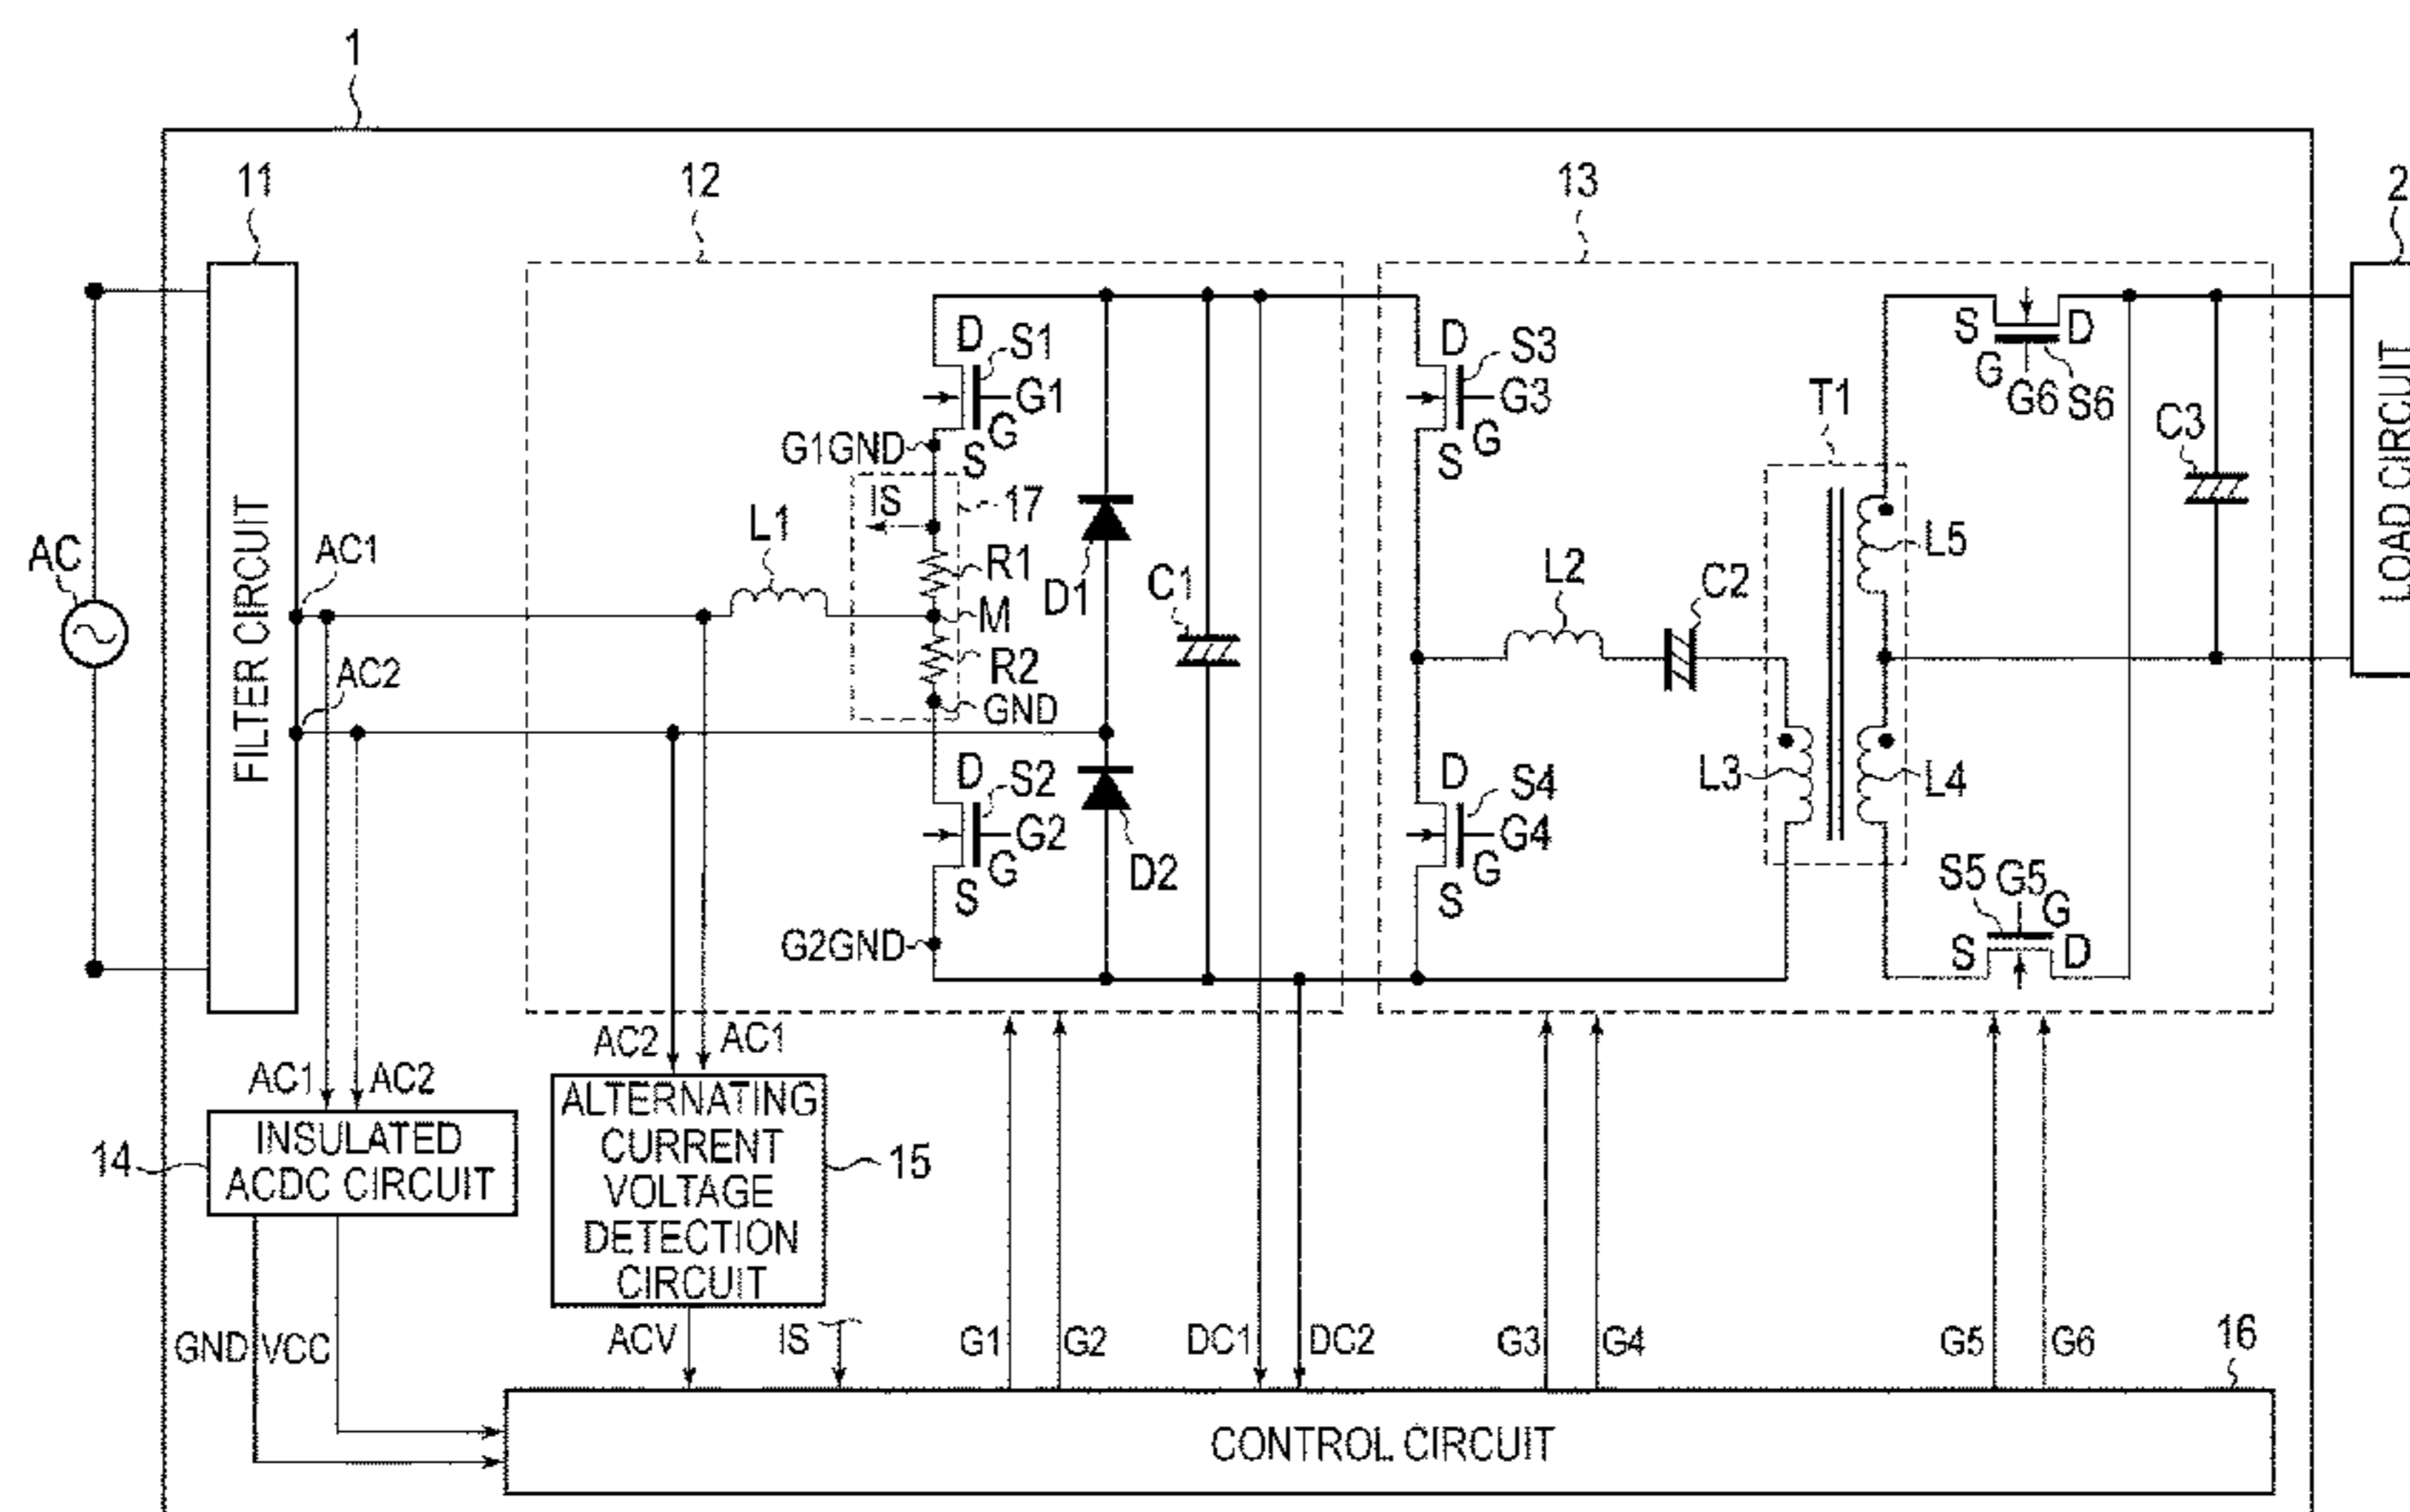 1
11
12
13
2
D
S1
G1
G
S
G1GND
IS
17
R1
M
R2
GND
L1
AC
FILTER CIRCUIT
AC1
AC2
D1
C1
D
S2
G2
G
S
G2GND
D2
D
S3
G3
G
S
L2
C2
D
S4
G4
G
S
T1
L3
L5
L4
S
D
G
G6
S6
C3
S5
G5
G
S
D
LOAD CIRCUIT
AC1
AC2
AC2
AC1
14
INSULATED
ACDC CIRCUIT
ALTERNATING
CURRENT
VOLTAGE
DETECTION
CIRCUIT
15
GND
VCC
ACV
IS
G1
G2
DC1
DC2
G3
G4
G5
G6
16
CONTROL CIRCUIT